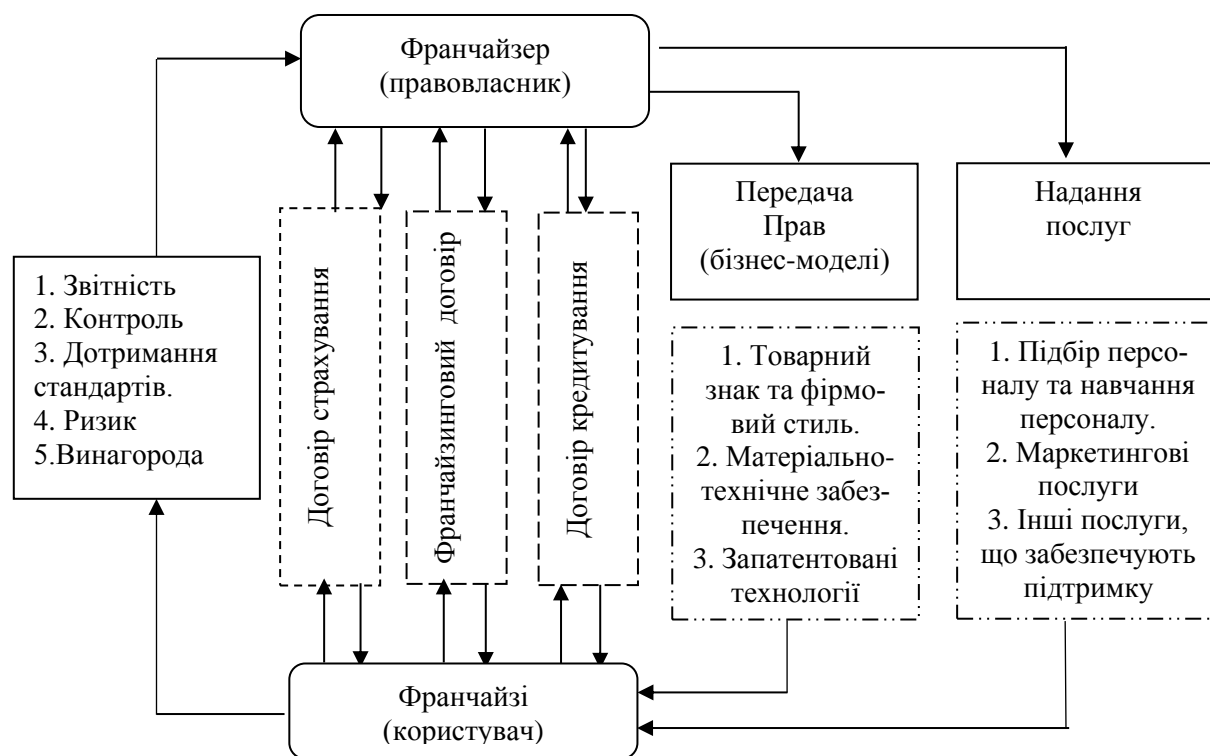 Франчайзер
(правовласник)
Передача
Прав
(бізнес-моделі)
Надання
послуг
1. Звітність
2. Контроль
3. Дотримання
стандартів.
4. Ризик
5.Винагорода
Договір страхування
Франчайзинговий договір
Договір кредитування
1. Товарний
знак та фірмо-
вий стиль.
2. Матеріально-
технічне забез-
печення.
3. Запатентовані
технології
1. Підбір персо-
налу та навчання
персоналу.
2. Маркетингові
послуги
3. Інші послуги,
що забезпечують
підтримку
Франчайзі
(користувач)